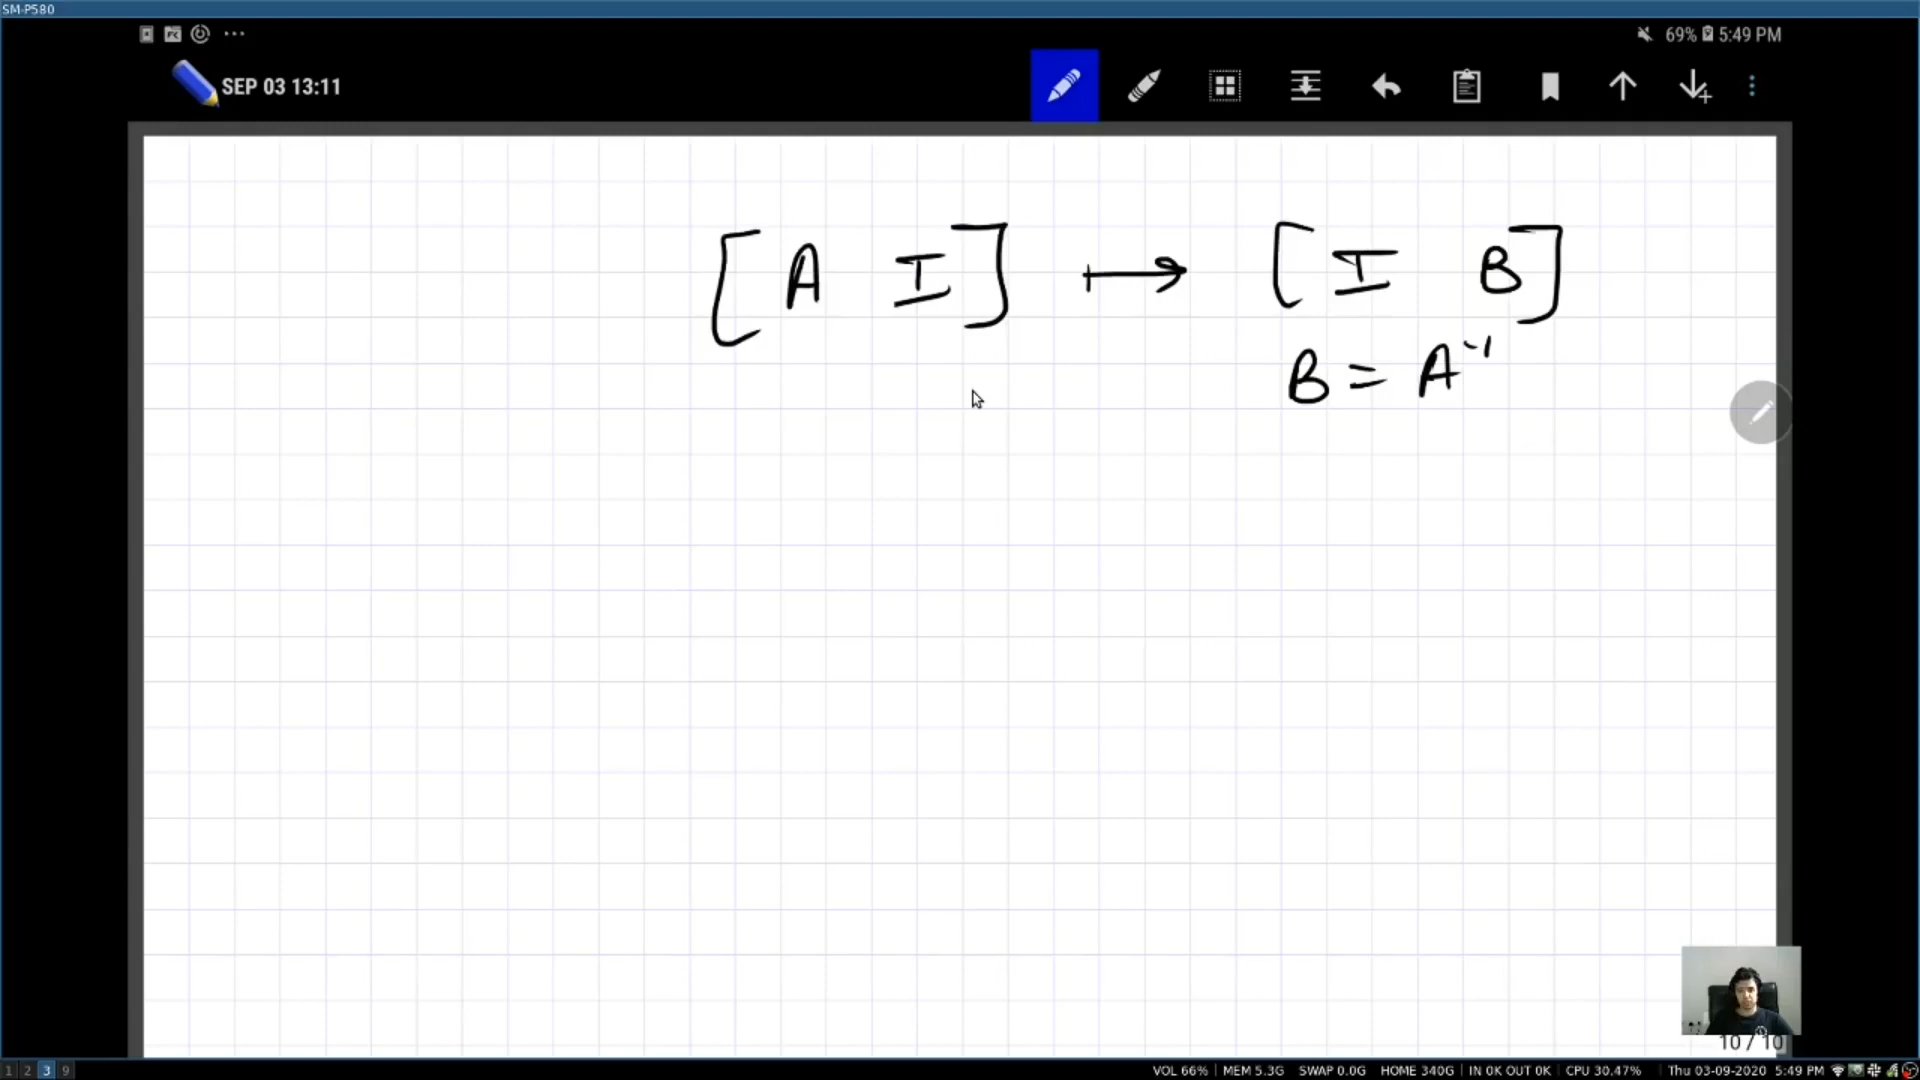 SM-P580
69% 5:49 PM
SEP 03 13:11
[ A I ] ↦ [ I B ]
B = A⁻¹
10 / 10
1 2 3 9 VOL 66% | MEM 5.3G SWAP 0.0G HOME 340G | IN 0K OUT 0K | CPU 30.47% | Thu 03-09-2020 5:49 PM